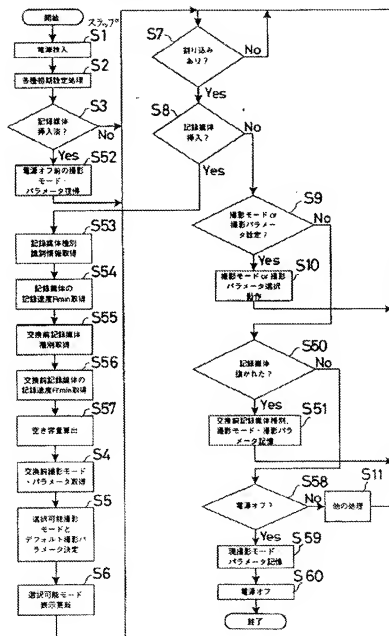 開始
ステップ
S1
電源投入
S2
各種初期設定処理
S3
記録媒体
挿入済?
No
Yes
S52
電源オフ前の撮影
モード・
パラメータ取得
S53
記録媒体種別
識別情報取得
S54
記録媒体の
記録速度Rmin取得
S55
交換前記録媒体
種別取得
S56
交換前記録媒体の
記録速度Rmin取得
S57
空き容量算出
S4
交換前撮影モード
・パラメータ取得
S5
選択可能撮影
モードと
デフォルト撮影パ
ラメータ決定
S6
選択可能モード
表示更新
S7
割り込み
あり?
No
Yes
S8
記録媒体
挿入?
No
Yes
S9
撮影モード or
撮影パラメー
タ設定?
No
Yes
S10
撮影モード or 撮影
パラメータ選択
動作
S50
記録媒体
抜かれた?
No
Yes
S51
交換前記録媒体種別、
撮影モード・撮影パラ
メータ記憶
S58
電源オフ?
No
S11
他の処理
Yes
S59
現撮影モード
パラメータ記憶
S60
電源オフ
終了